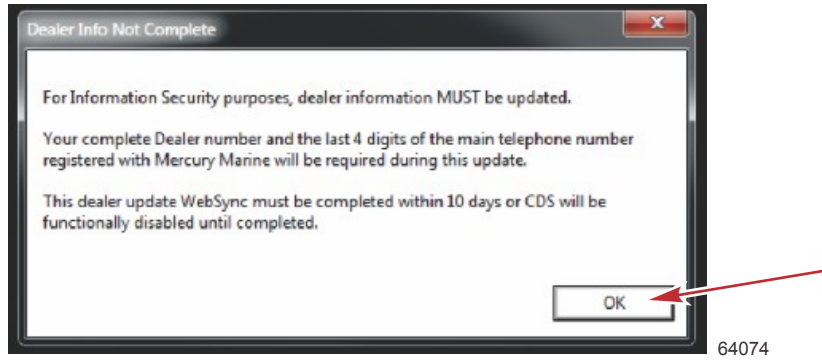 Dealer Info Not Complete
For Information Security purposes, dealer information MUST be updated.
Your complete Dealer number and the last 4 digits of the main telephone number
registered with Mercury Marine will be required during this update.
This dealer update WebSync must be completed within 10 days or CDS will be
functionally disabled until completed.
OK
64074